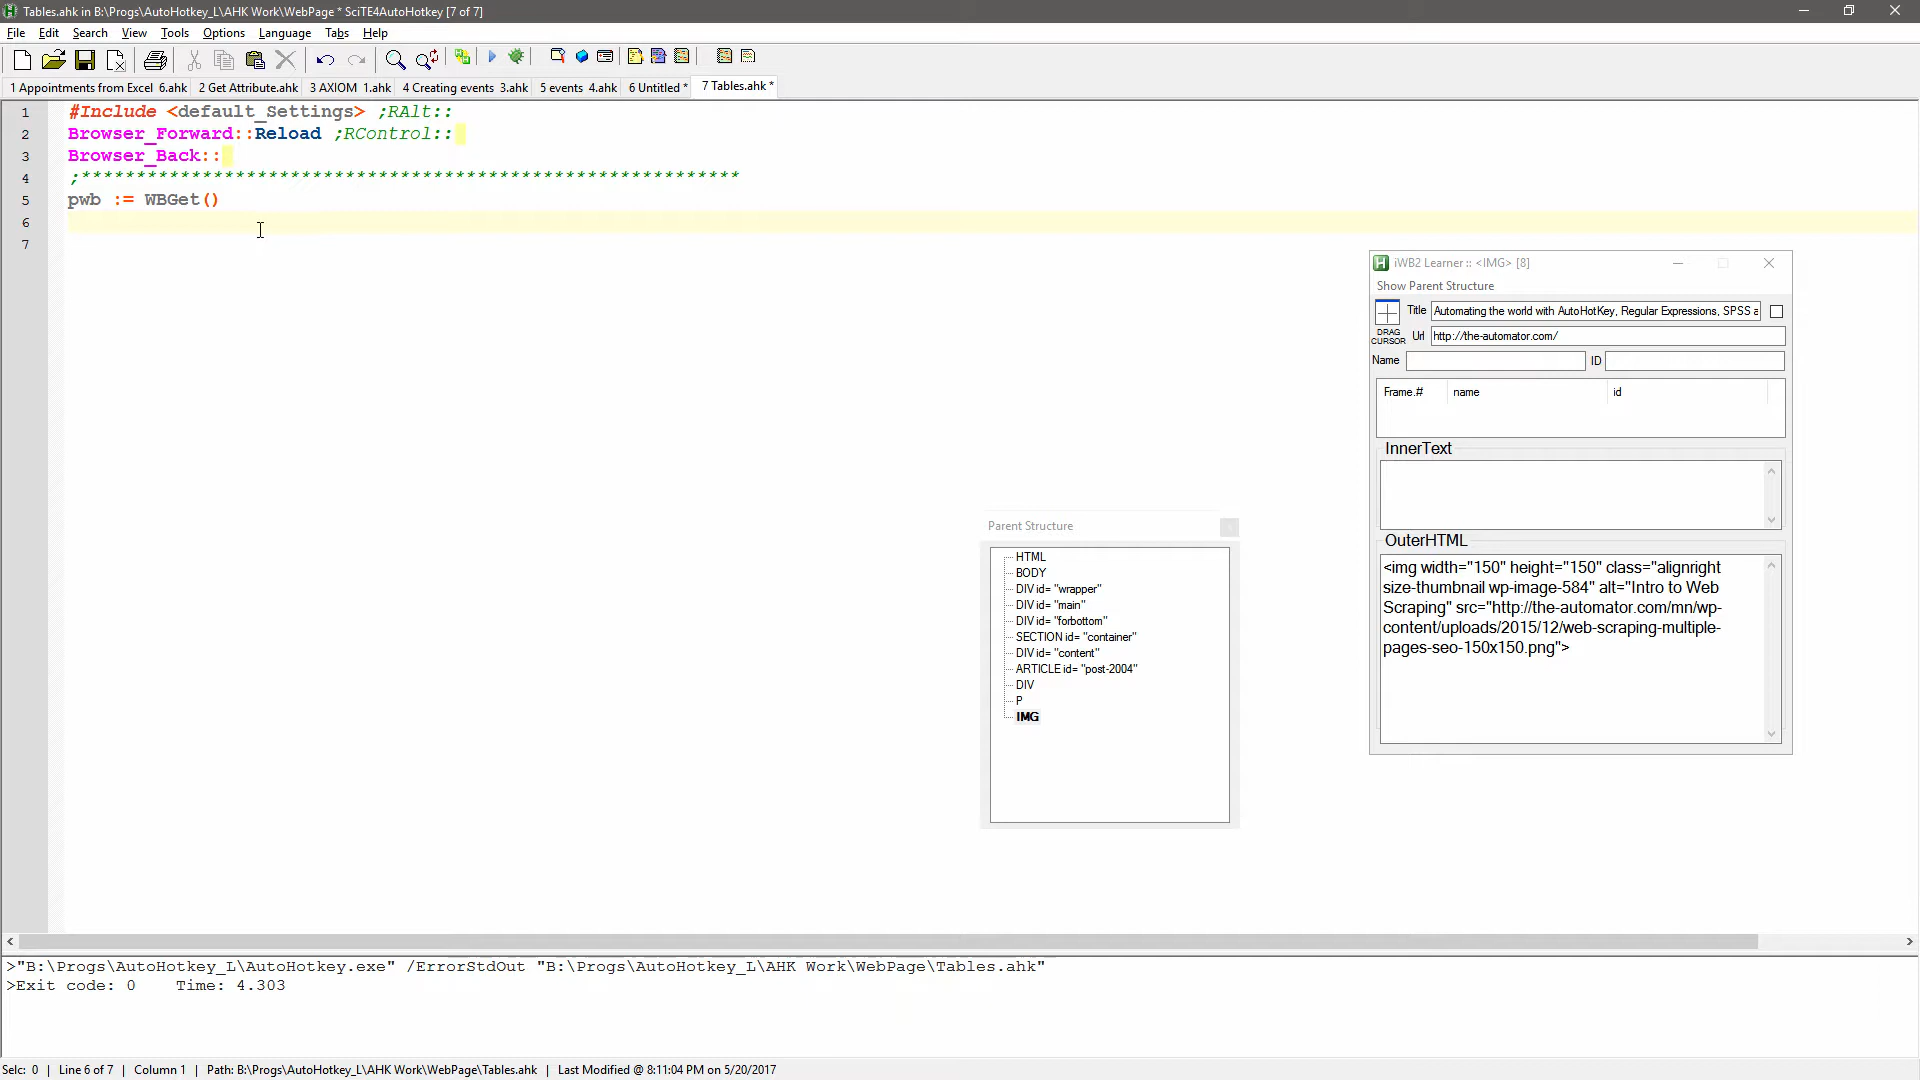 Tables.ahk in B:\Progs\AutoHotkey_L\AHK Work\WebPage * SciTE4AutoHotkey [7 of 7]
File Edit Search View Tools Options Language Tabs Help
1 Appointments from Excel 6.ahk 2 Get Attribute.ahk 3 AXIOM 1.ahk 4 Creating events 3.ahk 5 events 4.ahk 6 Untitled * 7 Tables.ahk *
1 #Include <default_Settings> ;RAlt::
2 Browser_Forward::Reload ;RControl::
3 Browser_Back::
4 ;************************************************************
5 pwb := WBGet()
6
7
iWB2 Learner :: <IMG> [8]
Show Parent Structure
DRAG CURSOR
Title Automating the world with AutoHotKey, Regular Expressions, SPSS a
Url http://the-automator.com/
Name ID
Frame.# name id
InnerText
OuterHTML
<img width="150" height="150" class="alignright
size-thumbnail wp-image-584" alt="Intro to Web
Scraping" src="http://the-automator.com/mn/wp-
content/uploads/2015/12/web-scraping-multiple-
pages-seo-150x150.png">
Parent Structure
HTML
BODY
DIV id= "wrapper"
DIV id= "main"
DIV id= "forbottom"
SECTION id= "container"
DIV id= "content"
ARTICLE id= "post-2004"
DIV
P
IMG
>"B:\Progs\AutoHotkey_L\AutoHotkey.exe" /ErrorStdOut "B:\Progs\AutoHotkey_L\AHK Work\WebPage\Tables.ahk"
>Exit code: 0    Time: 4.303
Selc: 0 | Line 6 of 7 | Column 1 | Path: B:\Progs\AutoHotkey_L\AHK Work\WebPage\Tables.ahk | Last Modified @ 8:11:04 PM on 5/20/2017